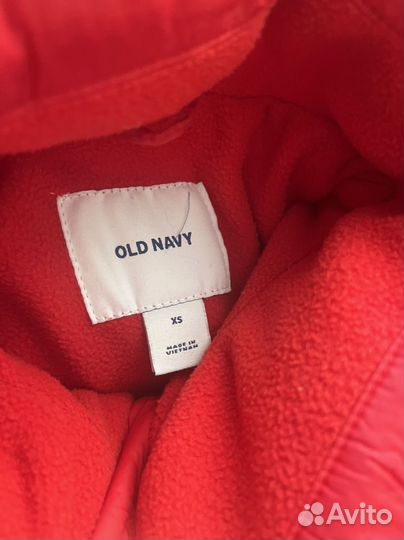 OLD NAVY
XS
MADE IN
VIETNAM
Avito